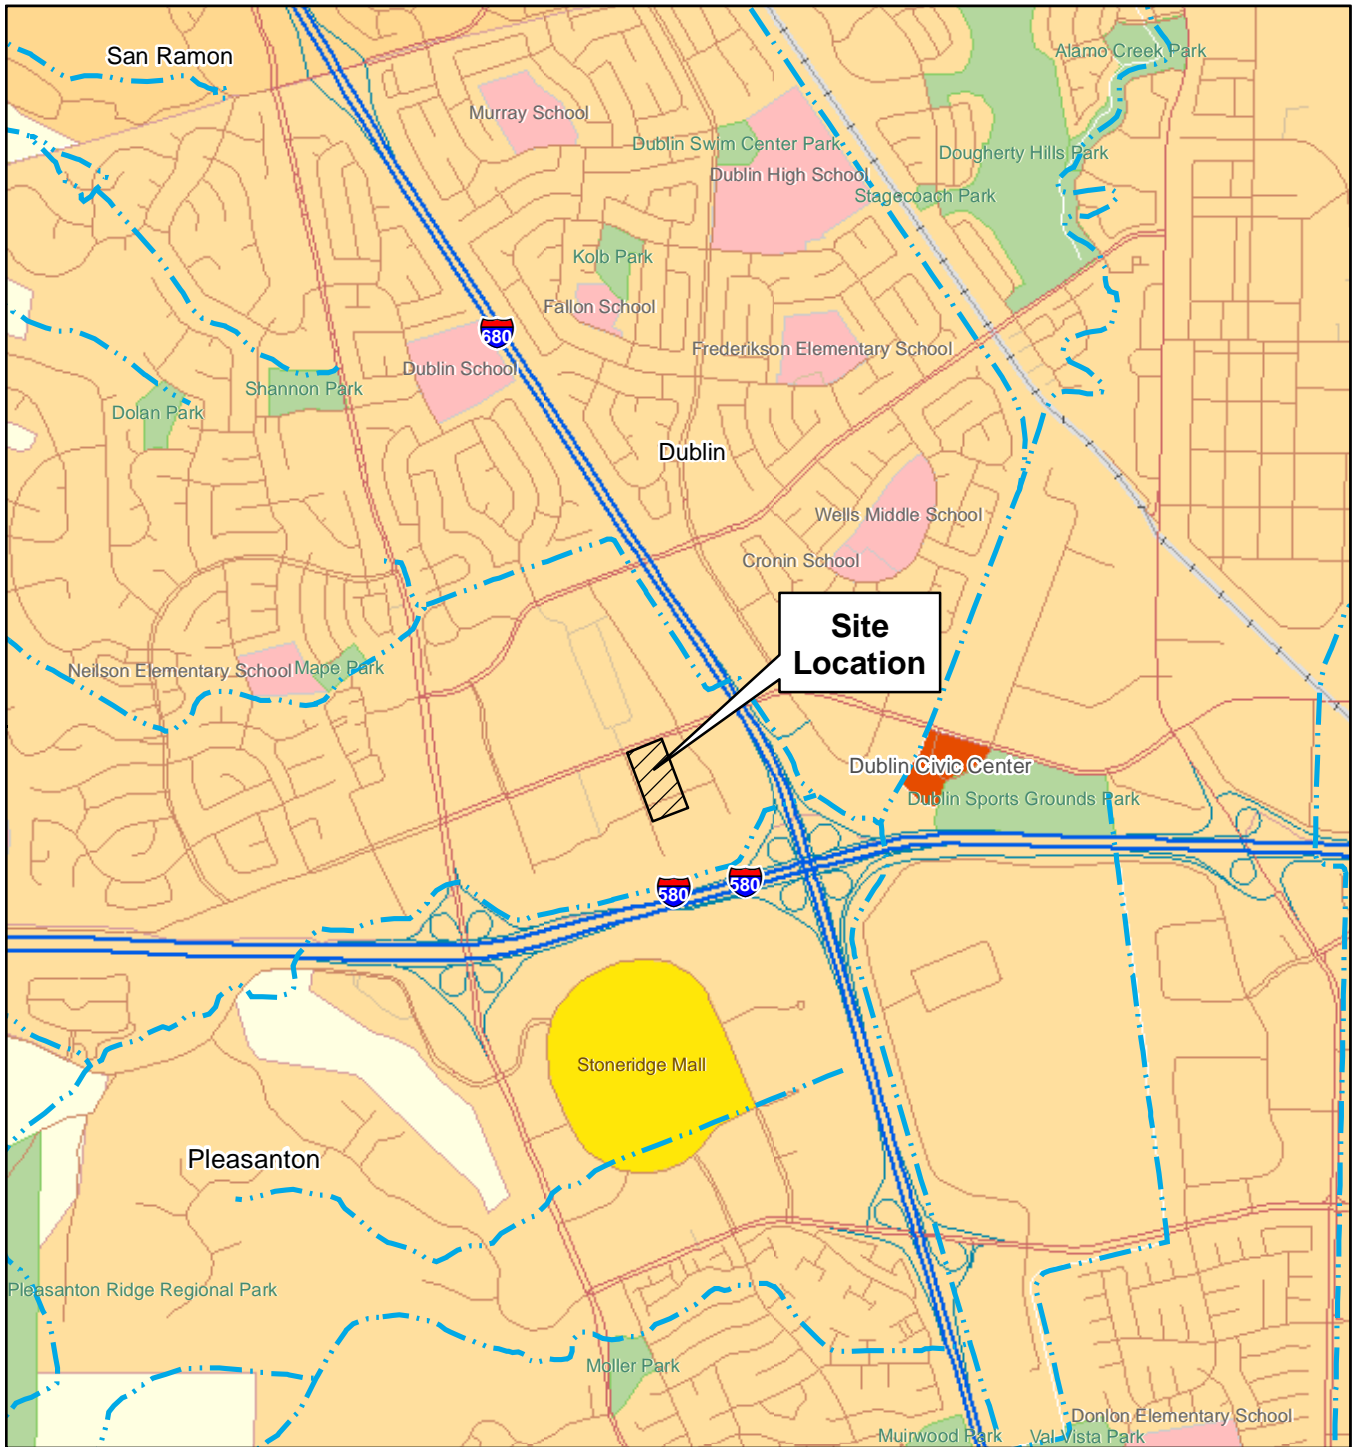 San Ramon
Alamo Creek Park
Murray School
Dublin Swim Center Park
Dougherty Hills Park
Dublin High School
Stagecoach Park
Kolb Park
Fallon School
680
Frederikson Elementary School
Dublin School
Shannon Park
Dolan Park
Dublin
Wells Middle School
Cronin School
Site
Location
Neilson Elementary School
Mape Park
Dublin Civic Center
Dublin Sports Grounds Park
580
580
Stoneridge Mall
Pleasanton
Pleasanton Ridge Regional Park
Moller Park
Donlon Elementary School
Muirwood Park
Val Vista Park